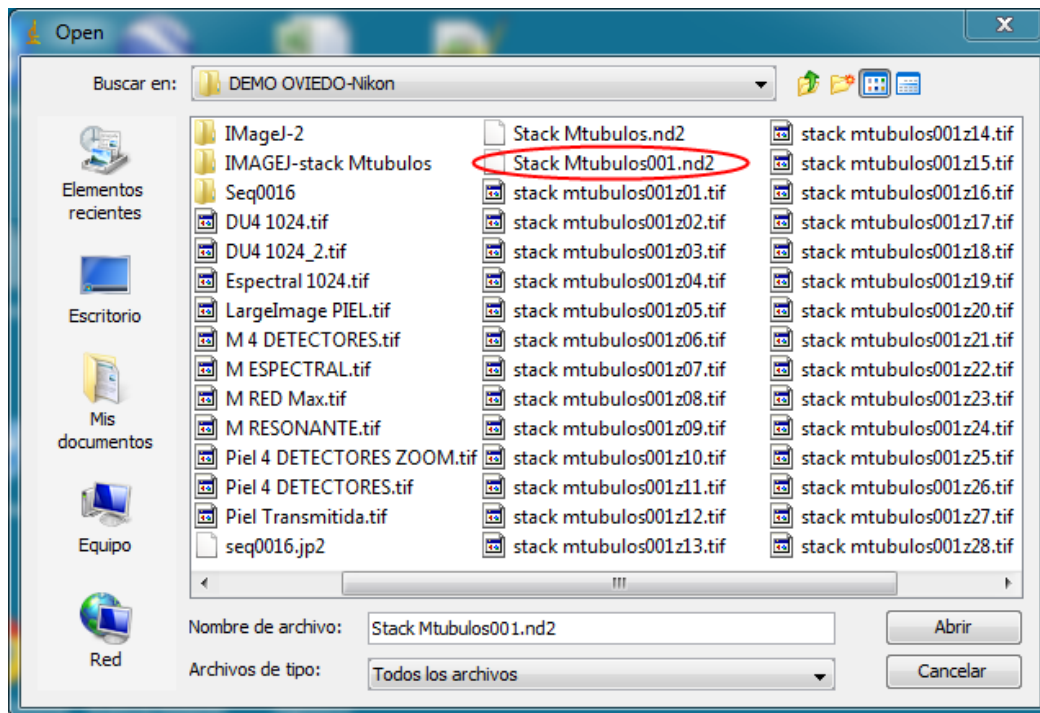 Open
X
Buscar en:
DEMO OVIEDO-Nikon
Elementos
recientes
Escritorio
Mis
documentos
Equipo
Red
IMageJ-2
IMAGEJ-stack Mtubulos
Seq0016
DU4 1024.tif
DU4 1024_2.tif
Espectral 1024.tif
LargeImage PIEL.tif
M 4 DETECTORES.tif
M ESPECTRAL.tif
M RED Max.tif
M RESONANTE.tif
Piel 4 DETECTORES ZOOM.tif
Piel 4 DETECTORES.tif
Piel Transmitida.tif
seq0016.jp2
Stack Mtubulos.nd2
Stack Mtubulos001.nd2
stack mtubulos001z01.tif
stack mtubulos001z02.tif
stack mtubulos001z03.tif
stack mtubulos001z04.tif
stack mtubulos001z05.tif
stack mtubulos001z06.tif
stack mtubulos001z07.tif
stack mtubulos001z08.tif
stack mtubulos001z09.tif
stack mtubulos001z10.tif
stack mtubulos001z11.tif
stack mtubulos001z12.tif
stack mtubulos001z13.tif
stack mtubulos001z14.tif
stack mtubulos001z15.tif
stack mtubulos001z16.tif
stack mtubulos001z17.tif
stack mtubulos001z18.tif
stack mtubulos001z19.tif
stack mtubulos001z20.tif
stack mtubulos001z21.tif
stack mtubulos001z22.tif
stack mtubulos001z23.tif
stack mtubulos001z24.tif
stack mtubulos001z25.tif
stack mtubulos001z26.tif
stack mtubulos001z27.tif
stack mtubulos001z28.tif
Nombre de archivo:
Stack Mtubulos001.nd2
Abrir
Archivos de tipo:
Todos los archivos
Cancelar